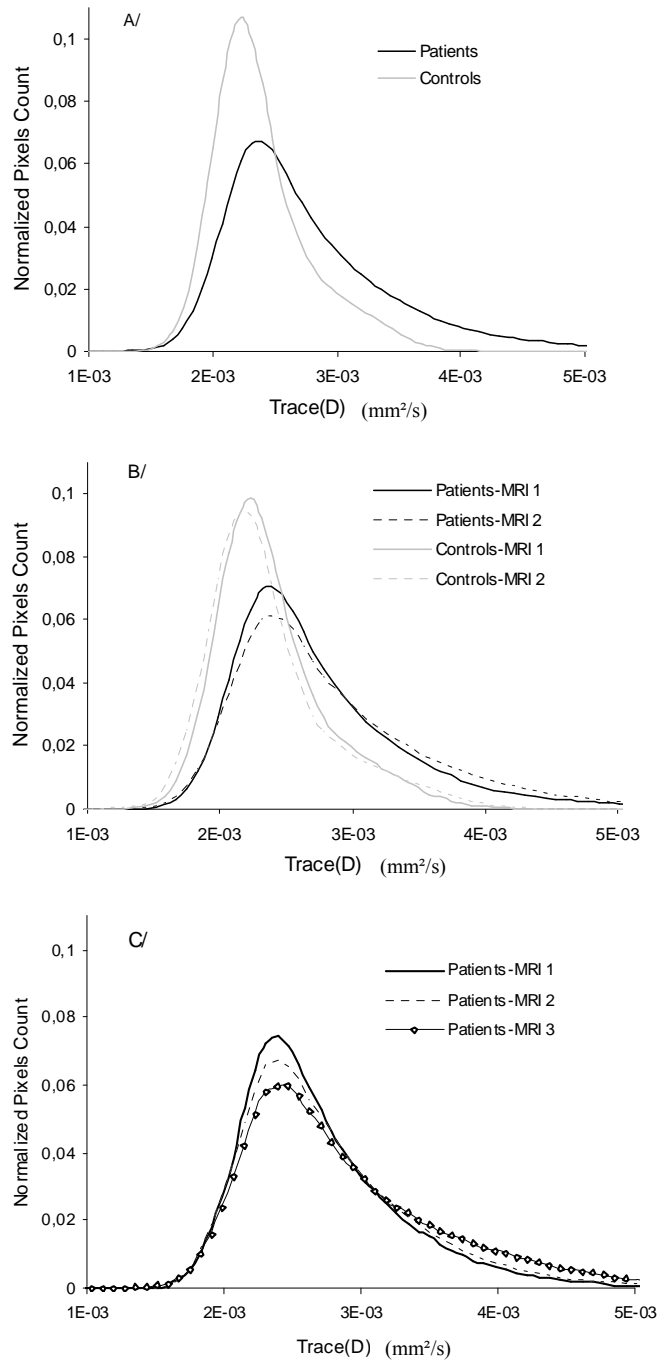 A/
0,1
0,08
0,06
0,04
0,02
0
Normalized Pixels Count
Patients
Controls
1E-03 2E-03 3E-03 4E-03 5E-03
Trace(D) (mm²/s)
B/
0,1
0,08
0,06
0,04
0,02
0
Normalized Pixels Count
Patients-MRI 1
Patients-MRI 2
Controls-MRI 1
Controls-MRI 2
1E-03 2E-03 3E-03 4E-03 5E-03
Trace(D) (mm²/s)
C/
0,1
0,08
0,06
0,04
0,02
0
Normalized Pixels Count
Patients-MRI 1
Patients-MRI 2
Patients-MRI 3
1E-03 2E-03 3E-03 4E-03 5E-03
Trace(D) (mm²/s)